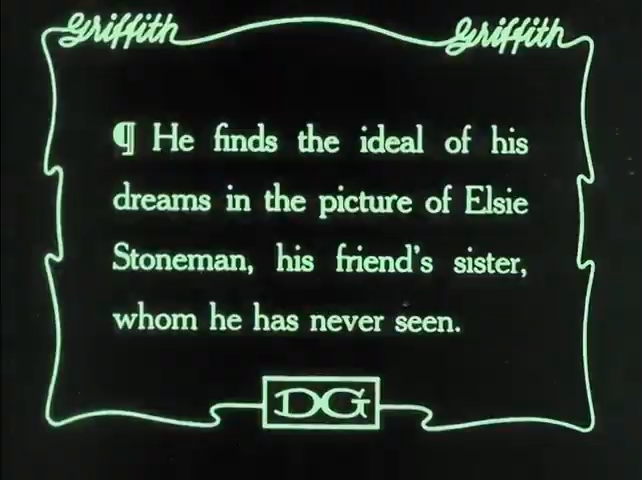 Griffith Griffith
¶ He finds the ideal of his
dreams in the picture of Elsie
Stoneman, his friend's sister,
whom he has never seen.
DG